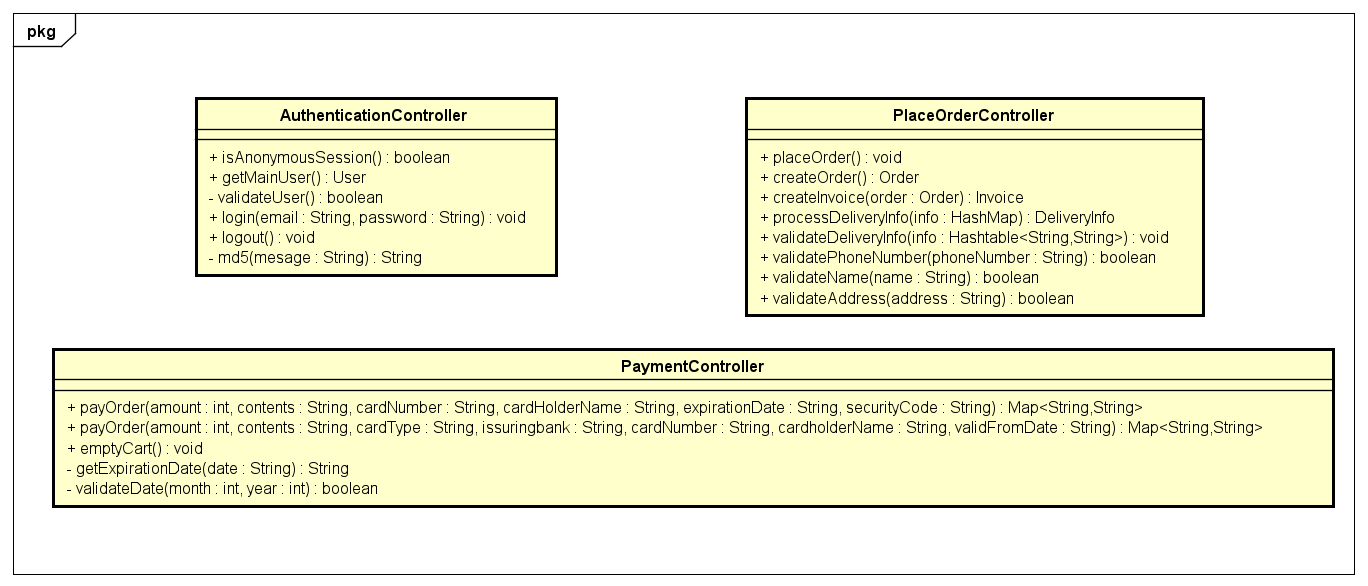 pkg
AuthenticationController
+ isAnonymousSession() : boolean
+ getMainUser() : User
- validateUser() : boolean
+ login(email : String, password : String) : void
+ logout() : void
- md5(mesage : String) : String
PlaceOrderController
+ placeOrder() : void
+ createOrder() : Order
+ createInvoice(order : Order) : Invoice
+ processDeliveryInfo(info : HashMap) : DeliveryInfo
+ validateDeliveryInfo(info : Hashtable<String,String>) : void
+ validatePhoneNumber(phoneNumber : String) : boolean
+ validateName(name : String) : boolean
+ validateAddress(address : String) : boolean
PaymentController
+ payOrder(amount : int, contents : String, cardNumber : String, cardHolderName : String, expirationDate : String, securityCode : String) : Map<String,String>
+ payOrder(amount : int, contents : String, cardType : String, issuringbank : String, cardNumber : String, cardholderName : String, validFromDate : String) : Map<String,String>
+ emptyCart() : void
- getExpirationDate(date : String) : String
- validateDate(month : int, year : int) : boolean